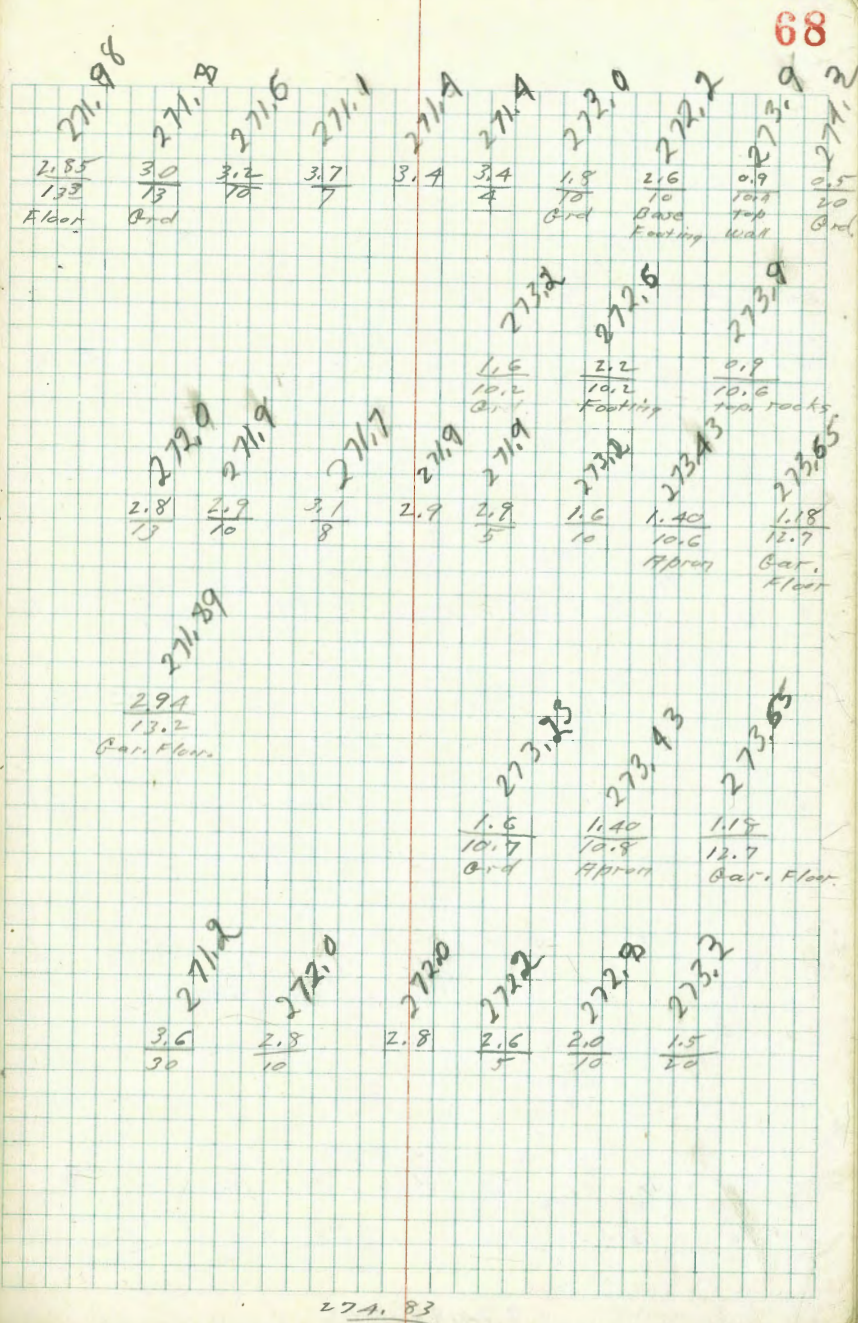 68
271.98 271.8 271.6 271.1 271.4 271.4 273.0 272.2 273.9 274.3
2.85 3.0 3.2 3.7 3.4 3.4 1.8 2.6 0.9 0.5
13 10 7 4 10 10 20
Floor Grd Grd Base top Grd
Footing Wall
273.2 272.6 273.9
1.6 2.2 0.9
10.2 10.2 10.6
Grd Footing top rocks
272.0 271.9 271.7 271.9 271.9 273.2 273.43 273.65
2.8 2.9 3.1 2.9 2.9 1.6 1.40 1.18
13 10 8 5 10 10.6 12.7
Apron Gar.
Floor
271.89
2.94
13.2
Gar. Floor.
273.23 273.43 273.65
1.6 1.40 1.18
10.7 10.8 12.7
Grd Apron Gar. Floor.
271.2 272.0 272.0 272.2 272.8 273.3
3.6 2.8 2.8 2.6 2.0 1.5
30 10 5 10 20
274.83